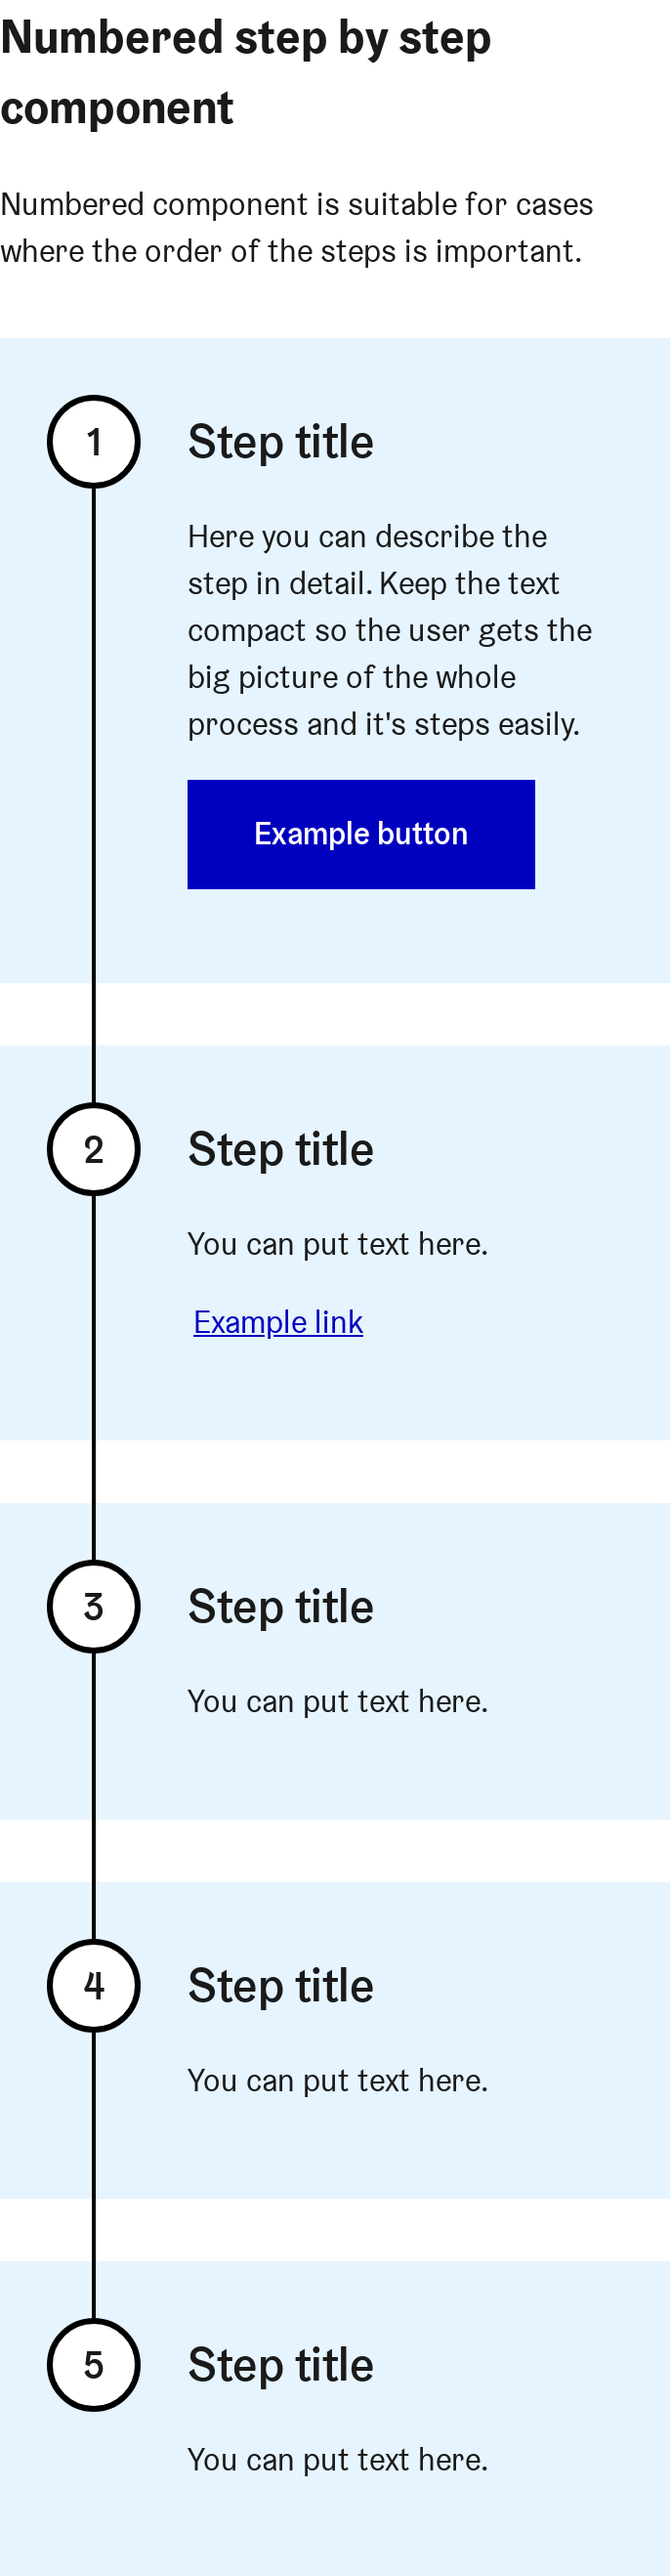 Numbered step by step
component
Numbered component is suitable for cases
where the order of the steps is important.
1
Step title
Here you can describe the
step in detail. Keep the text
compact so the user gets the
big picture of the whole
process and it's steps easily.
Example button
2
Step title
You can put text here.
Example link
3
Step title
You can put text here.
4
Step title
You can put text here.
5
Step title
You can put text here.